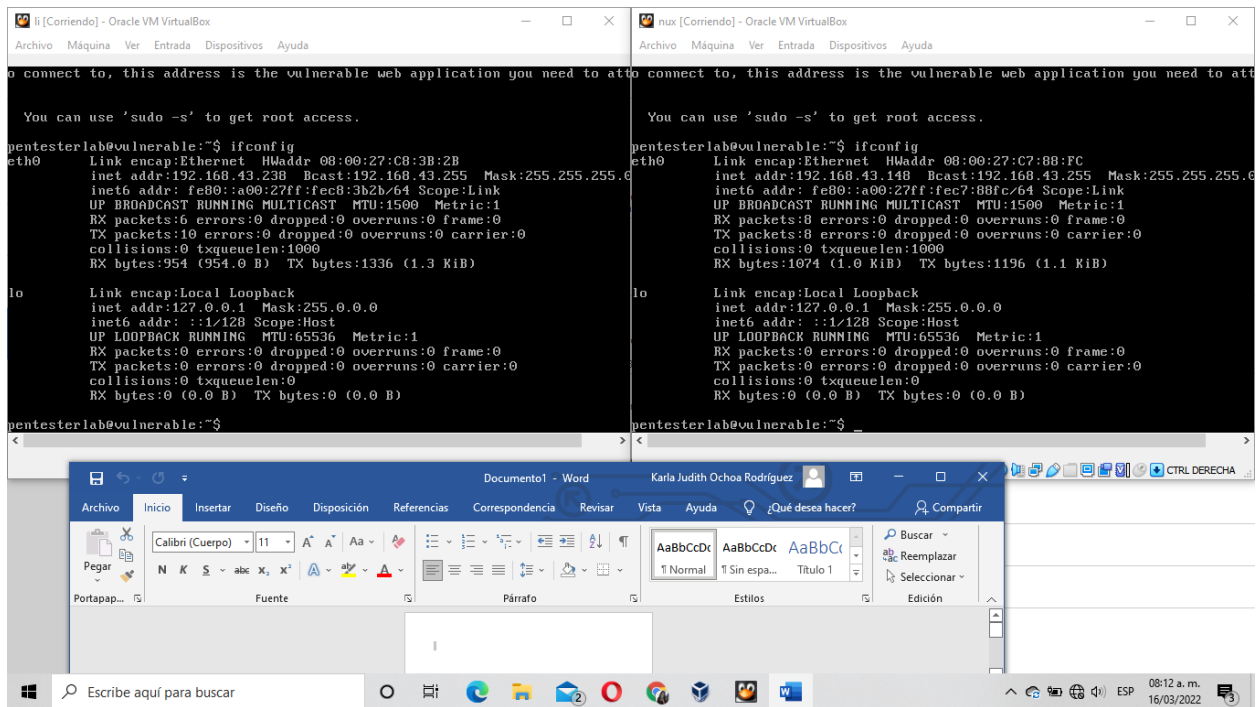 li [Corriendo] - Oracle VM VirtualBox
Archivo Máquina Ver Entrada Dispositivos Ayuda
o connect to, this address is the vulnerable web application you need to att
You can use 'sudo -s' to get root access.
pentesterlab@vulnerable:~$ ifconfig
eth0 Link encap:Ethernet HWaddr 08:00:27:C8:3B:2B
inet addr:192.168.43.238 Bcast:192.168.43.255 Mask:255.255.255.0
inet6 addr: fe80::a00:27ff:fec8:3b2b/64 Scope:Link
UP BROADCAST RUNNING MULTICAST MTU:1500 Metric:1
RX packets:6 errors:0 dropped:0 overruns:0 frame:0
TX packets:10 errors:0 dropped:0 overruns:0 carrier:0
collisions:0 txqueuelen:1000
RX bytes:954 (954.0 B) TX bytes:1336 (1.3 KiB)
lo Link encap:Local Loopback
inet addr:127.0.0.1 Mask:255.0.0.0
inet6 addr: ::1/128 Scope:Host
UP LOOPBACK RUNNING MTU:65536 Metric:1
RX packets:0 errors:0 dropped:0 overruns:0 frame:0
TX packets:0 errors:0 dropped:0 overruns:0 carrier:0
collisions:0 txqueuelen:0
RX bytes:0 (0.0 B) TX bytes:0 (0.0 B)
pentesterlab@vulnerable:~$
nux [Corriendo] - Oracle VM VirtualBox
Archivo Máquina Ver Entrada Dispositivos Ayuda
o connect to, this address is the vulnerable web application you need to att
You can use 'sudo -s' to get root access.
pentesterlab@vulnerable:~$ ifconfig
eth0 Link encap:Ethernet HWaddr 08:00:27:C7:88:FC
inet addr:192.168.43.148 Bcast:192.168.43.255 Mask:255.255.255.0
inet6 addr: fe80::a00:27ff:fec7:88fc/64 Scope:Link
UP BROADCAST RUNNING MULTICAST MTU:1500 Metric:1
RX packets:8 errors:0 dropped:0 overruns:0 frame:0
TX packets:8 errors:0 dropped:0 overruns:0 carrier:0
collisions:0 txqueuelen:1000
RX bytes:1074 (1.0 KiB) TX bytes:1196 (1.1 KiB)
lo Link encap:Local Loopback
inet addr:127.0.0.1 Mask:255.0.0.0
inet6 addr: ::1/128 Scope:Host
UP LOOPBACK RUNNING MTU:65536 Metric:1
RX packets:0 errors:0 dropped:0 overruns:0 frame:0
TX packets:0 errors:0 dropped:0 overruns:0 carrier:0
collisions:0 txqueuelen:0
RX bytes:0 (0.0 B) TX bytes:0 (0.0 B)
pentesterlab@vulnerable:~$ _
CTRL DERECHA
Documento1 - Word Karla Judith Ochoa Rodríguez
Archivo Inicio Insertar Diseño Disposición Referencias Correspondencia Revisar Vista Ayuda ¿Qué desea hacer? Compartir
Pegar
Calibri (Cuerpo) 11 A A Aa
N K S abc X₂ X² A aby A
AaBbCcDc AaBbCcDc AaBbC
¶ Normal ¶ Sin espa... Título 1
Buscar
Reemplazar
Seleccionar
Portapap... Fuente Párrafo Estilos Edición
Escribe aquí para buscar
2
ESP
08:12 a. m.
16/03/2022
3